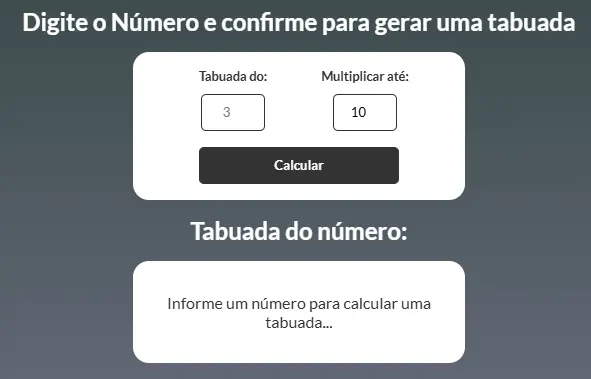 Digite o Número e confirme para gerar uma tabuada
Tabuada do: Multiplicar até:
3 10
Calcular
Tabuada do número:
Informe um número para calcular uma
tabuada...